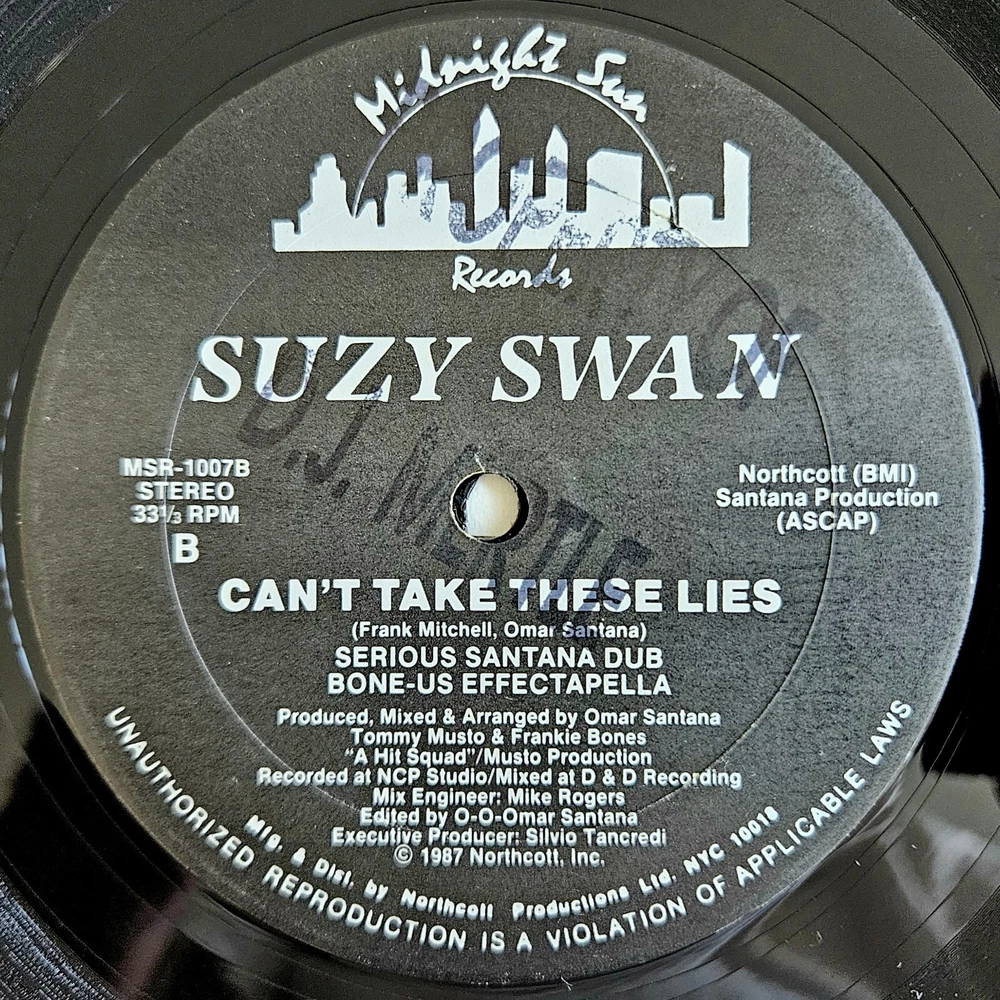 Midnight Sun
Records
SUZY SWAN
MSR-1007B
STEREO
33⅓ RPM
B
Northcott (BMI)
Santana Production
(ASCAP)
D.J. MERTLE
CAN'T TAKE THESE LIES
(Frank Mitchell, Omar Santana)
SERIOUS SANTANA DUB
BONE-US EFFECTAPELLA
Produced, Mixed & Arranged by Omar Santana
Tommy Musto & Frankie Bones
"A Hit Squad"/Musto Production
Recorded at NCP Studio/Mixed at D & D Recording
Mix Engineer: Mike Rogers
Edited by O-O-Omar Santana
Executive Producer: Silvio Tancredi
© 1987 Northcott, Inc.
Mfg. & Dist. by Northcott Productions Ltd. NYC 10018
UNAUTHORIZED REPRODUCTION IS A VIOLATION OF APPLICABLE LAWS